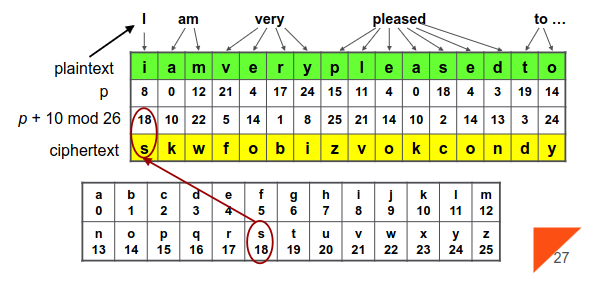 I am very pleased to ...
plaintext i a m v e r y p l e a s e d t o
p 8 0 12 21 4 17 24 15 11 4 0 18 4 3 19 14
p + 10 mod 26 18 10 22 5 14 1 8 25 21 14 10 2 14 13 3 24
ciphertext s k w f o b i z v o k c o n d y
a b c d e f g h i j k l m
0 1 2 3 4 5 6 7 8 9 10 11 12
n o p q r s t u v w x y z
13 14 15 16 17 18 19 20 21 22 23 24 25
27